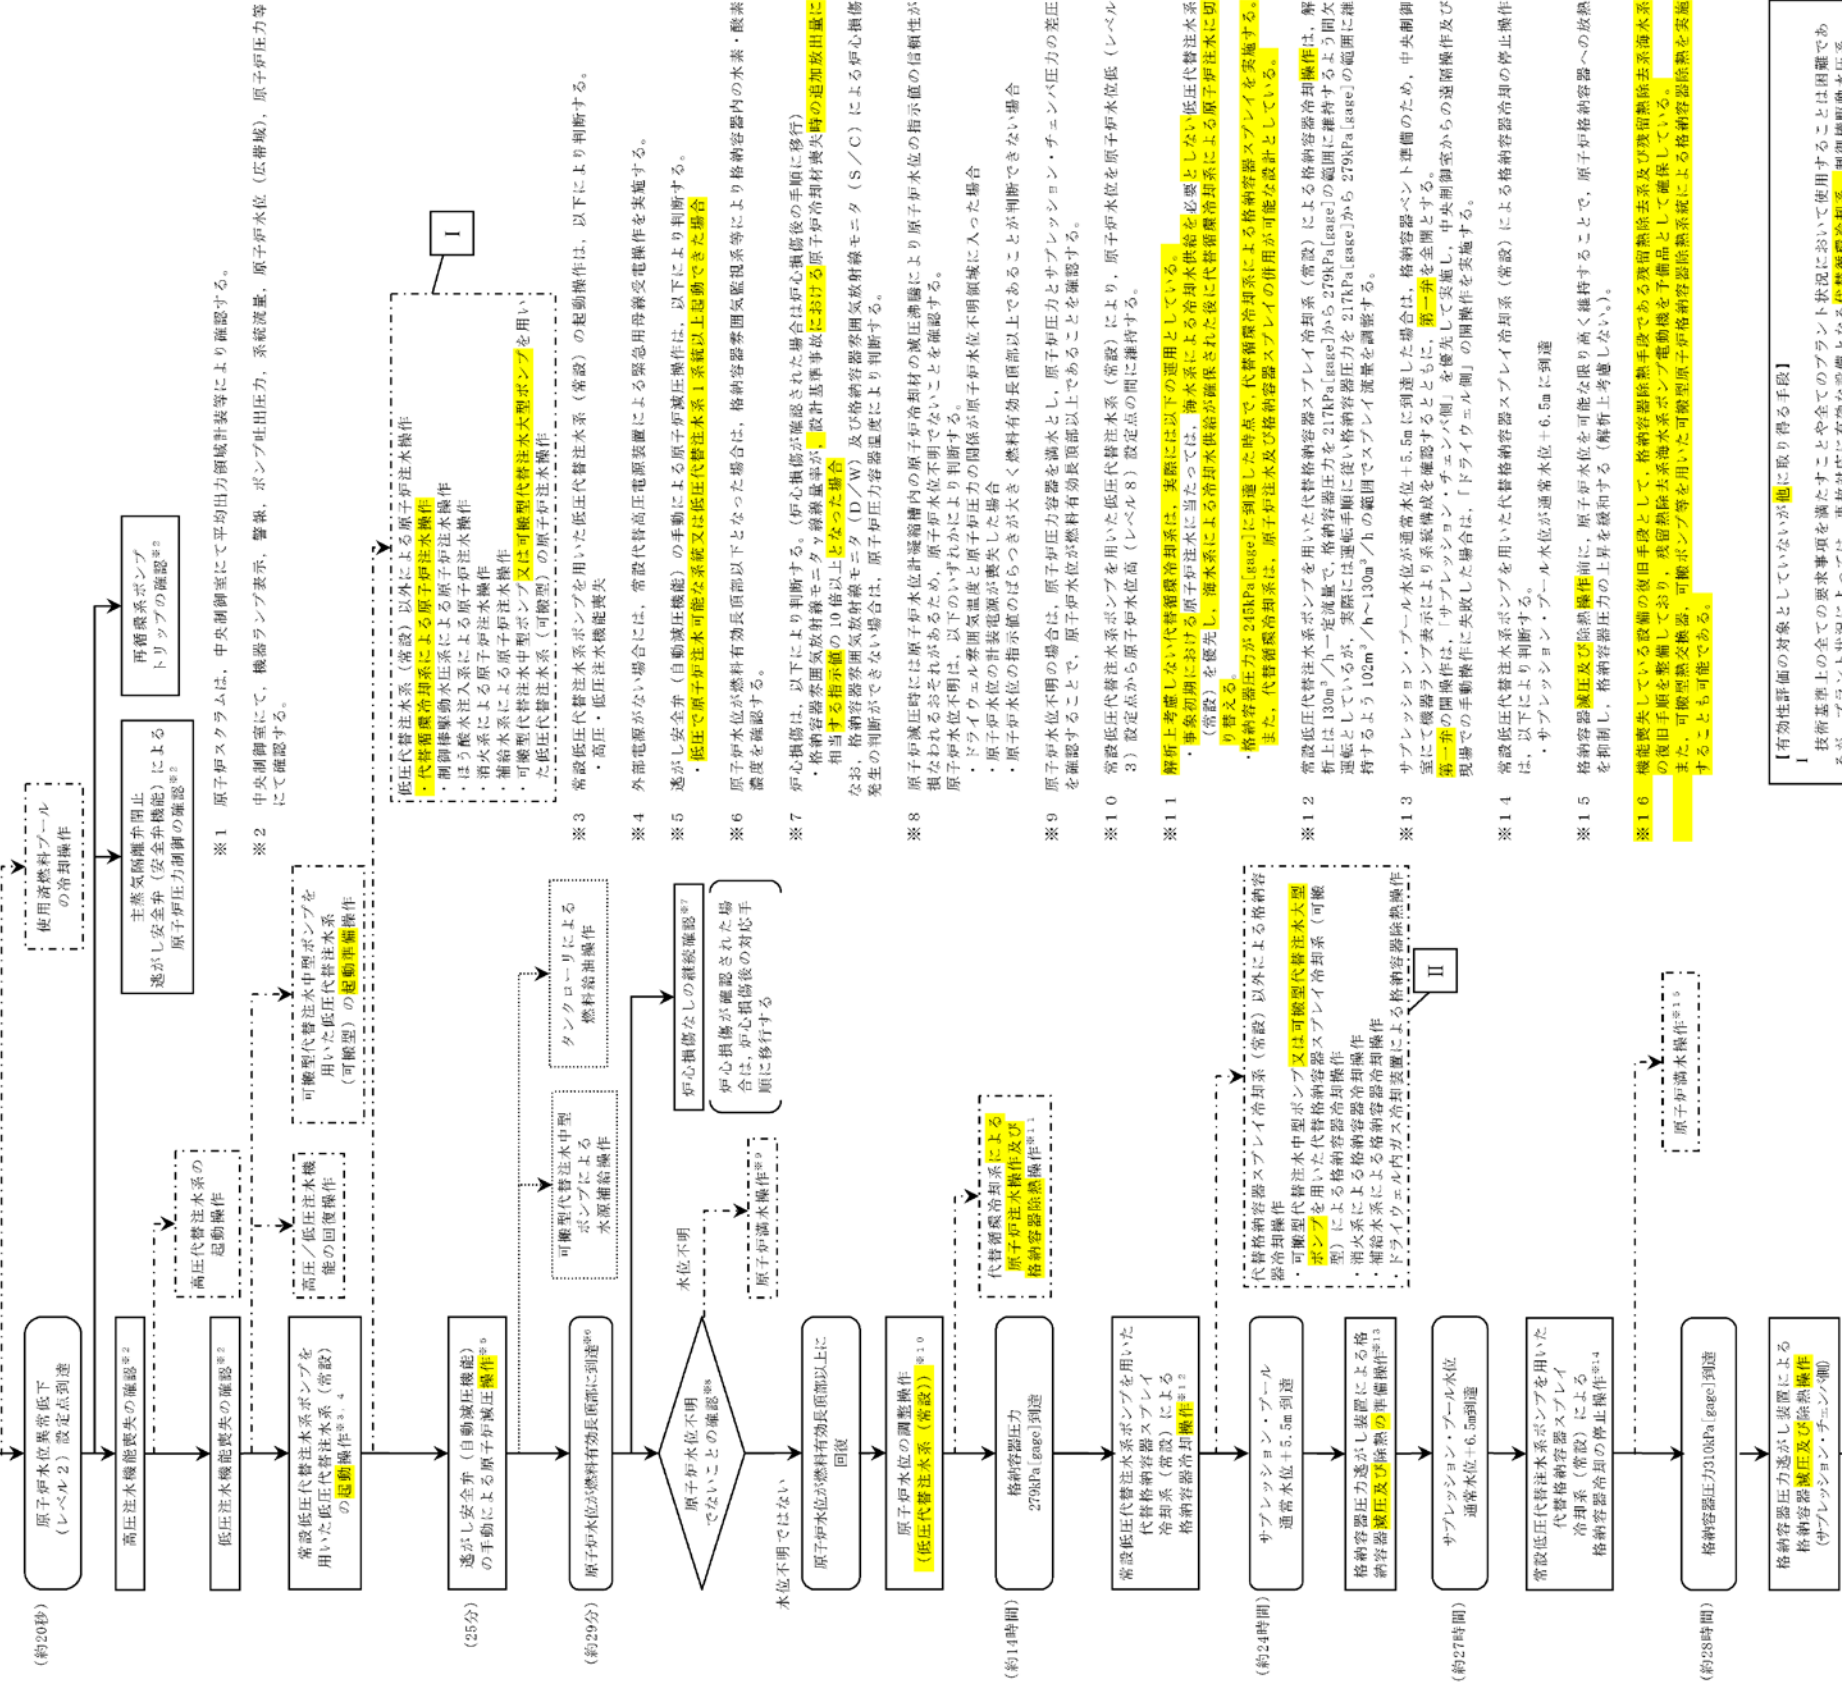 (約20秒)
原子炉水位異常低下
(レベル2)設定点到達
使用済燃料プール
の冷却操作
主蒸気隔離弁閉止
逃がし安全弁(安全弁機能)による
原子炉圧力制御の確認※2
再循環系ポンプ
トリップの確認※2
高圧注水機能喪失の確認※2
高圧代替注水系の
起動操作
低圧注水機能喪失の確認※2
高圧/低圧注水機
能の回復操作
可搬型代替注水中型ポンプを
用いた低圧代替注水系
(可搬型)の起動準備操作
常設低圧代替注水系ポンプを
用いた低圧代替注水系(常設)
の起動操作※3,4
低圧代替注水系(常設)以外による原子炉注水操作
・代替循環冷却系による原子炉注水操作
・制御棒駆動水圧系による原子炉注水操作
・ほう酸水注入系による原子炉注水操作
・消火系による原子炉注水操作
・補給水系による原子炉注水操作
・可搬型代替注水中型ポンプ又は可搬型代替注水大型ポンプを用い
た低圧代替注水系(可搬型)の原子炉注水操作
I
(25分)
逃がし安全弁(自動減圧機能)
の手動による原子炉減圧操作※5
可搬型代替注水中型
ポンプによる
水源補給操作
タンクローリによる
燃料給油操作
(約29分)
原子炉水位が燃料有効長頂部に到達※6
炉心損傷なしの継続確認※7
炉心損傷が確認された場
合は,炉心損傷後の対応手
順に移行する
原子炉水位不明
でないことの確認※8
水位不明
原子炉満水操作※9
水位不明ではない
原子炉水位が燃料有効長頂部以上に
回復
原子炉水位の調整操作
(低圧代替注水系(常設))※10
代替循環冷却系による
原子炉注水操作及び
格納容器除熱操作※11
(約14時間)
格納容器圧力
279kPa[gage]到達
常設低圧代替注水系ポンプを用いた
代替格納容器スプレイ
冷却系(常設)による
格納容器冷却操作※12
代替格納容器スプレイ冷却系(常設)以外による格納容
器冷却操作
・可搬型代替注水中型ポンプ又は可搬型代替注水大型
ポンプを用いた代替格納容器スプレイ冷却系(可搬
型)による格納容器冷却操作
・消火系による格納容器冷却操作
・補給水系による格納容器冷却操作
・ドライウェル内ガス冷却装置による格納容器除熱操作
II
(約24時間)
サプレッション・プール
通常水位+5.5m到達
格納容器圧力逃がし装置による格
納容器減圧及び除熱の準備操作※13
(約27時間)
サプレッション・プール水位
通常水位+6.5m到達
常設低圧代替注水系ポンプを用いた
代替格納容器スプレイ
冷却系(常設)による
格納容器冷却の停止操作※14
原子炉満水操作※15
(約28時間)
格納容器圧力310kPa[gage]到達
格納容器圧力逃がし装置による
格納容器減圧及び除熱操作
(サプレッション・チェンバ側)
※1 原子炉スクラムは,中央制御室にて平均出力領域計装等により確認する。
※2 中央制御室にて,機器ランプ表示,警報,ポンプ吐出圧力,系統流量,原子炉水位(広帯域),原子炉圧力等
にて確認する。
※3 常設低圧代替注水系ポンプを用いた低圧代替注水系(常設)の起動操作は,以下により判断する。
・高圧・低圧注水機能喪失
※4 外部電源がない場合には,常設代替高圧電源装置による緊急用母線受電操作を実施する。
※5 逃がし安全弁(自動減圧機能)の手動による原子炉減圧操作は,以下により判断する。
・低圧で原子炉注水可能な系統又は低圧代替注水系1系統以上起動できた場合
※6 原子炉水位が燃料有効長頂部以下となった場合は,格納容器雰囲気監視系等により格納容器内の水素・酸素
濃度を確認する。
※7 炉心損傷は,以下により判断する。(炉心損傷が確認された場合は炉心損傷後の手順に移行)
・格納容器雰囲気放射線モニタγ線線量率が,設計基準事故における原子炉冷却材喪失時の追加放出量に
相当する指示値の10倍以上となった場合
なお,格納容器雰囲気放射線モニタ(D/W)及び格納容器雰囲気放射線モニタ(S/C)による炉心損傷
発生の判断ができない場合は,原子炉圧力容器温度により判断する。
※8 原子炉減圧時には原子炉水位計凝縮槽内の原子炉冷却材の減圧沸騰により原子炉水位の指示値の信頼性が
損なわれるおそれがあるため,原子炉水位不明でないことを確認する。
原子炉水位不明は,以下のいずれかにより判断する。
・ドライウェル雰囲気温度と原子炉圧力の関係が原子炉水位不明領域に入った場合
・原子炉水位の計装電源が喪失した場合
・原子炉水位の指示値のばらつきが大きく燃料有効長頂部以上であることが判断できない場合
※9 原子炉水位不明の場合は,原子炉圧力容器を満水とし,原子炉圧力とサプレッション・チェンバ圧力の差圧
を確認することで,原子炉水位が燃料有効長頂部以上であることを確認する。
※10 常設低圧代替注水系ポンプを用いた低圧代替注水系(常設)により,原子炉水位を原子炉水位低(レベル
3)設定点から原子炉水位高(レベル8)設定点の間に維持する。
※11 解析上考慮しない代替循環冷却系は,実際には以下の運用としている。
・事象初期における原子炉注水に当たっては,海水系による冷却水供給を必要としない低圧代替注水系
(常設)を優先し,海水系による冷却水供給が確保された後に代替循環冷却系による原子炉注水に切
り替える。
・格納容器圧力が245kPa[gage]に到達した時点で,代替循環冷却系による格納容器スプレイを実施する。
また,代替循環冷却系は,原子炉注水及び格納容器スプレイの併用が可能な設計としている。
※12 常設低圧代替注水系ポンプを用いた代替格納容器スプレイ冷却系(常設)による格納容器冷却操作は,解
析上は130m³/h一定流量で,格納容器圧力を217kPa[gage]から279kPa[gage]の範囲に維持するよう間欠
運転としているが,実際には運転手順に従い格納容器圧力を217kPa[gage]から279kPa[gage]の範囲に維
持するよう102m³/h~130m³/hの範囲でスプレイ流量を調整する。
※13 サプレッション・プール水位が通常水位+5.5mに到達した場合は,格納容器ベント準備のため,中央制御
室にて機器ランプ表示により系統構成を確認するとともに,第一弁を全開とする。
第一弁の開操作は,「サプレッション・チェンバ側」を優先して実施し,中央制御室からの遠隔操作及び
現場での手動操作に失敗した場合は,「ドライウェル側」の開操作を実施する。
※14 常設低圧代替注水系ポンプを用いた代替格納容器スプレイ冷却系(常設)による格納容器冷却の停止操作
は,以下により判断する。
・サプレッション・プール水位が通常水位+6.5mに到達
※15 格納容器減圧及び除熱操作前に,原子炉水位を可能な限り高く維持することで,原子炉格納容器への放熱
を抑制し,格納容器圧力の上昇を緩和する(解析上考慮しない)。
※16 機能喪失している設備の復旧手段として,格納容器除熱手段である残留熱除去系及び残留熱除去系海水系
の復旧手順を整備しており,残留熱除去系海水系ポンプ電動機を予備品として確保している。
また,可搬型熱交換器,可搬ポンプ等を用いた可搬型原子炉格納容器除熱系統による格納容器除熱を実施
することも可能である。
【有効性評価の対象としていないが他に取り得る手段】
I
技術基準上の全ての要求事項を満たすことや全てのプラント状況において使用することは困難であ